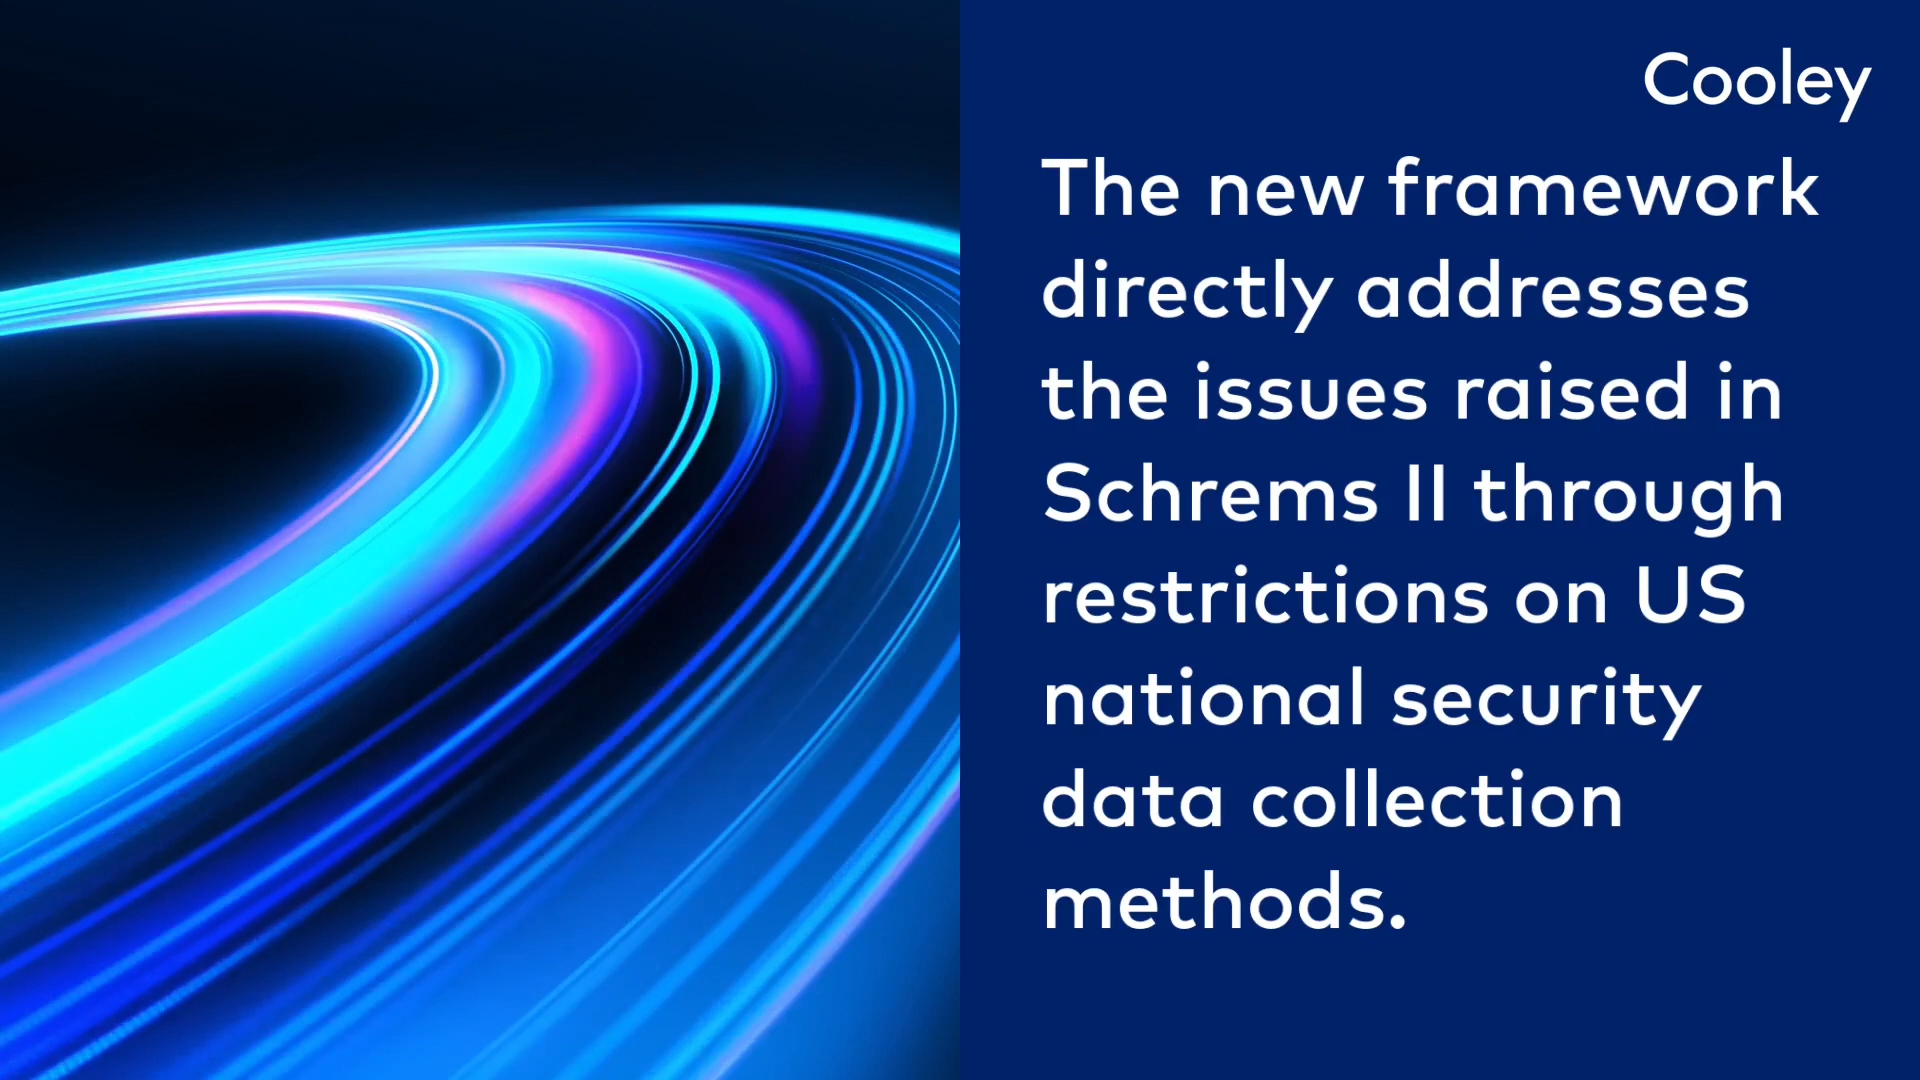 Cooley
The new framework
directly addresses
the issues raised in
Schrems II through
restrictions on US
national security
data collection
methods.